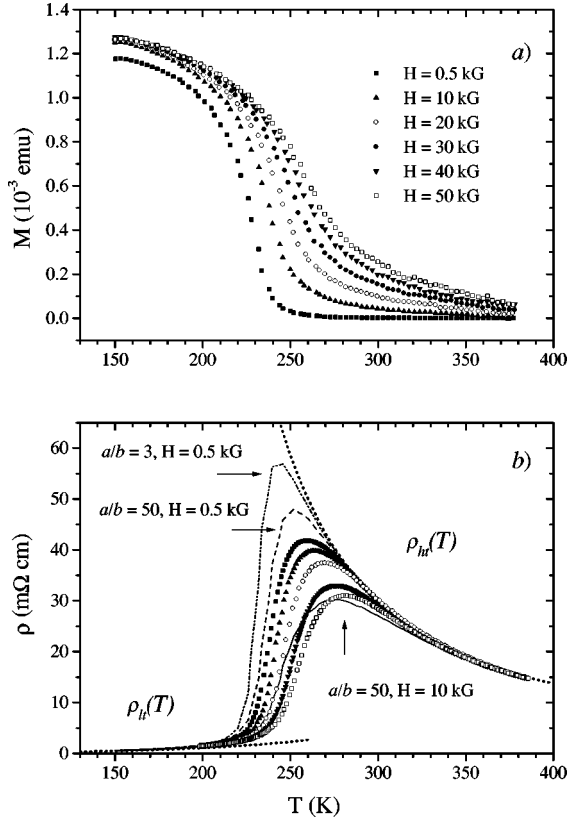 1.4
1.2
1.0
0.8
0.6
0.4
0.2
0.0
M (10⁻³ emu)
a)
H = 0.5 kG
H = 10 kG
H = 20 kG
H = 30 kG
H = 40 kG
H = 50 kG
150 200 250 300 350 400
60
50
40
30
20
10
0
ρ (mΩ cm)
b)
a/b = 3, H = 0.5 kG
a/b = 50, H = 0.5 kG
ρht(T)
ρlt(T)
a/b = 50, H = 10 kG
150 200 250 300 350 400
T (K)